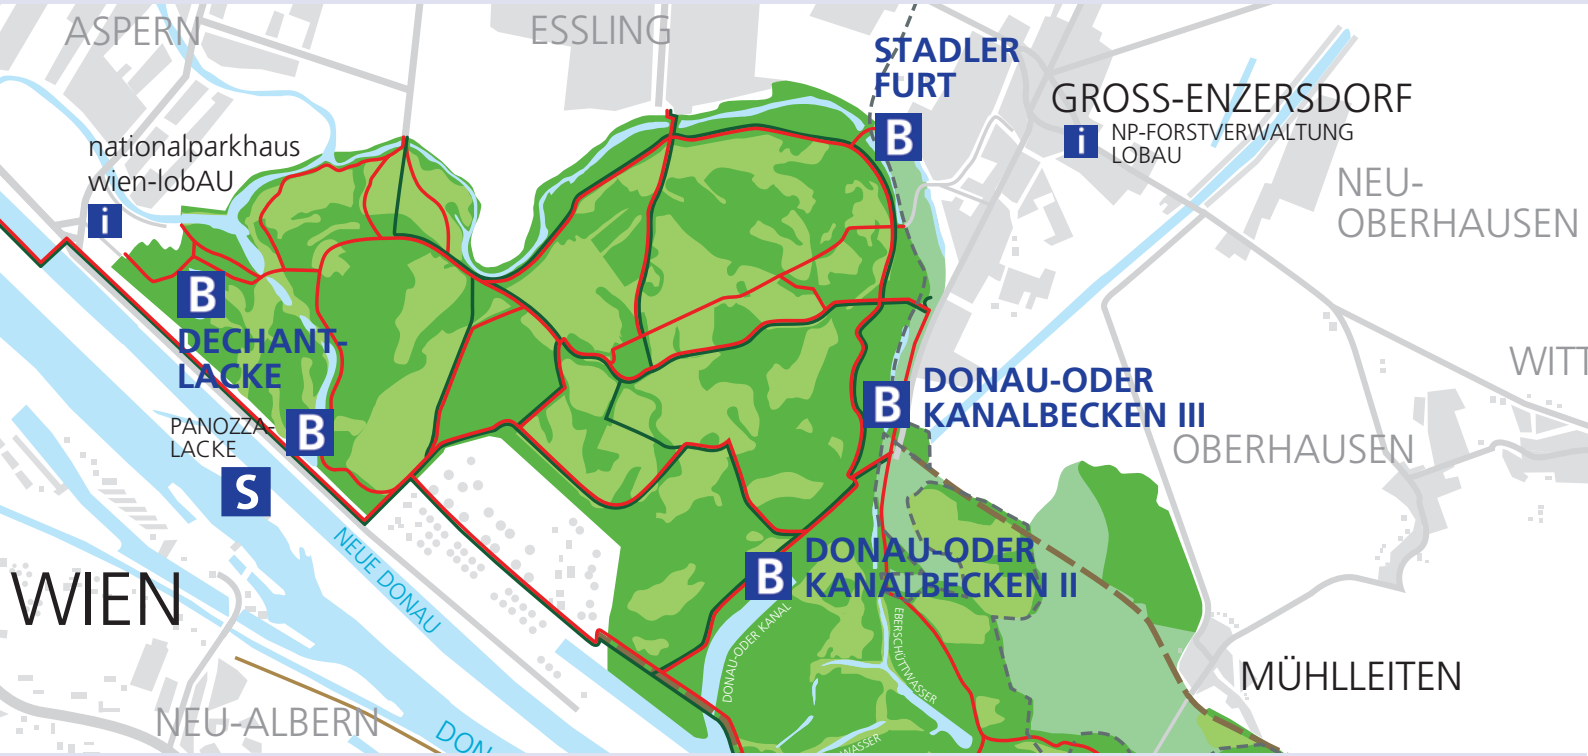 ASPERN
ESSLING
STADLER
FURT
B
GROSS-ENZERSDORF
i
NP-FORSTVERWALTUNG
LOBAU
nationalparkhaus
wien-lobAU
i
NEU-
OBERHAUSEN
B
DECHANT-
LACKE
WITT
B
DONAU-ODER
KANALBECKEN III
PANOZZA-
LACKE
B
S
OBERHAUSEN
NEUE DONAU
B
DONAU-ODER
KANALBECKEN II
WIEN
DONAU-ODER KANAL
EBERSCHÜTTWASSER
MÜHLLEITEN
NEU-ALBERN
DON
WASSER